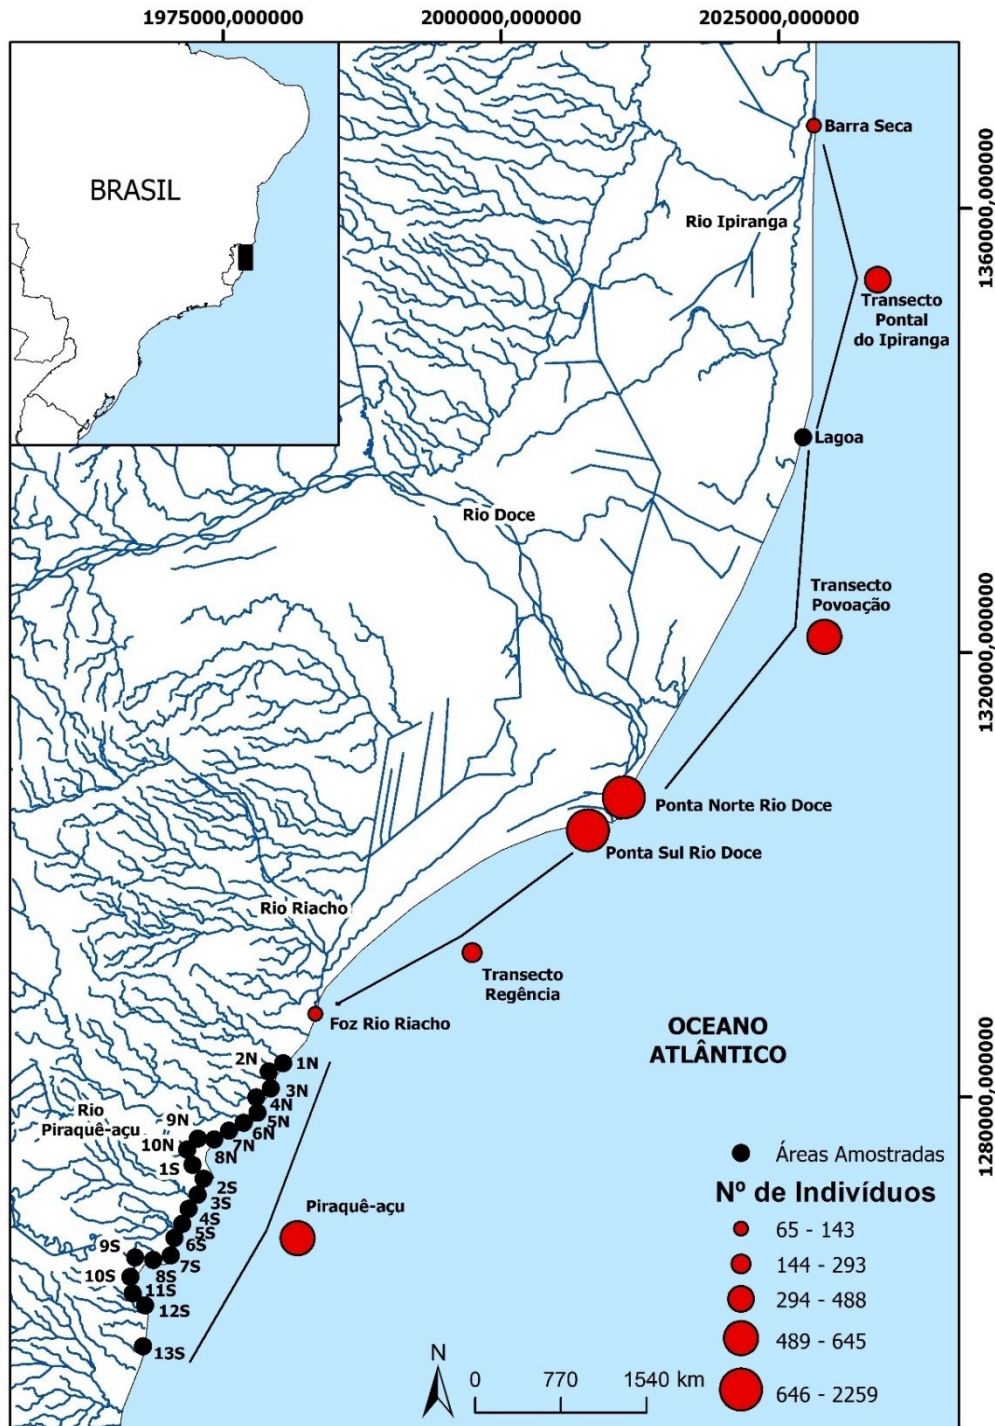 1975000,000000
2000000,000000
2025000,000000
BRASIL
Barra Seca
Rio Ipiranga
1360000,000000
Transecto
Pontal
do Ipiranga
Lagoa
Rio Doce
Transecto
Povoação
1320000,000000
Ponta Norte Rio Doce
Ponta Sul Rio Doce
Rio Riacho
Transecto
Regência
Foz Rio Riacho
OCEANO
ATLÂNTICO
2N
1N
3N
4N
Rio
Piraquê-açu
9N
5N
6N
10N
7N
8N
1S
2S
3S
4S
5S
6S
9S
7S
8S
10S
11S
12S
13S
Piraquê-açu
1280000,000000
Áreas Amostradas
Nº de Indivíduos
65 - 143
144 - 293
294 - 488
489 - 645
646 - 2259
N
0 770 1540 km